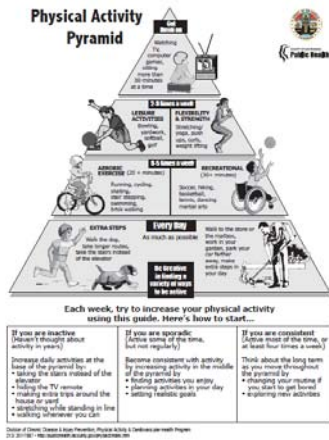 Physical Activity
Pyramid
Public Health
Cut
Down on
Watching
TV,
computer
games,
sitting
more than
30 minutes
at a time
2-3 times a week
LEISURE
ACTIVITIES
Bowling,
yardwork,
softball,
golf
FLEXIBILITY
& STRENGTH
Stretching/
yoga, push
ups, curls,
weight lifting
3-5 times a week
AEROBIC
EXERCISE (20 + minutes)
Running, cycling,
skating,
stair stepping,
swimming,
brisk walking
RECREATIONAL
(30+ minutes)
Soccer, hiking,
basketball,
tennis, dancing
martial arts
Every Day
As much as possible
EXTRA STEPS
Walk the dog,
take longer routes,
take the stairs instead
of the elevator
Walk to the store or
the mailbox,
work in your
garden, park
your car
farther away,
make extra
steps in
your day
Be Creative
in finding a
variety of ways
to be active
Each week, try to increase your physical activity
using this guide. Here's how to start...
If you are inactive
(Haven't thought about
activity in years)
Increase daily activities at the
base of the pyramid by:
• taking the stairs instead of the
elevator
• hiding the TV remote
• making extra trips around the
house or yard
• stretching while standing in line
• walking whenever you can
If you are sporadic
(Active some of the time,
but not regularly)
Become consistent with activity
by increasing activity in the middle
of the pyramid by
• finding activities you enjoy
• planning activities in your day
• setting realistic goals
If you are consistent
(Active most of the time, or
at least four times a week)
Think about the long term
as you move throughout
the pyramid by
• changing your routine if
you start to get bored
• exploring new activities